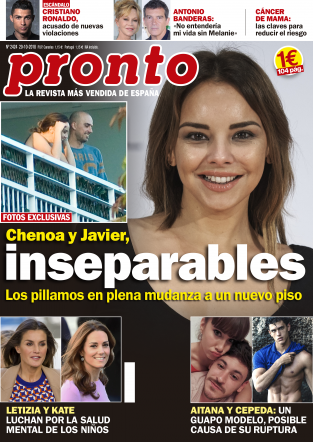 ESCÁNDALO
CRISTIANO
RONALDO,
acusado de nuevas
violaciones
ANTONIO
BANDERAS:
«No entendería
mi vida sin Melanie»
CÁNCER
DE MAMA:
las claves para
reducir el riesgo
pronto
1€
104 pág.
LA REVISTA MÁS VENDIDA DE ESPAÑA
FOTOS EXCLUSIVAS
Chenoa y Javier,
inseparables
Los pillamos en plena mudanza a un nuevo piso
LETIZIA Y KATE
LUCHAN POR LA SALUD
MENTAL DE LOS NIÑOS
AITANA Y CEPEDA: UN
GUAPO MODELO, POSIBLE
CAUSA DE SU RUPTURA